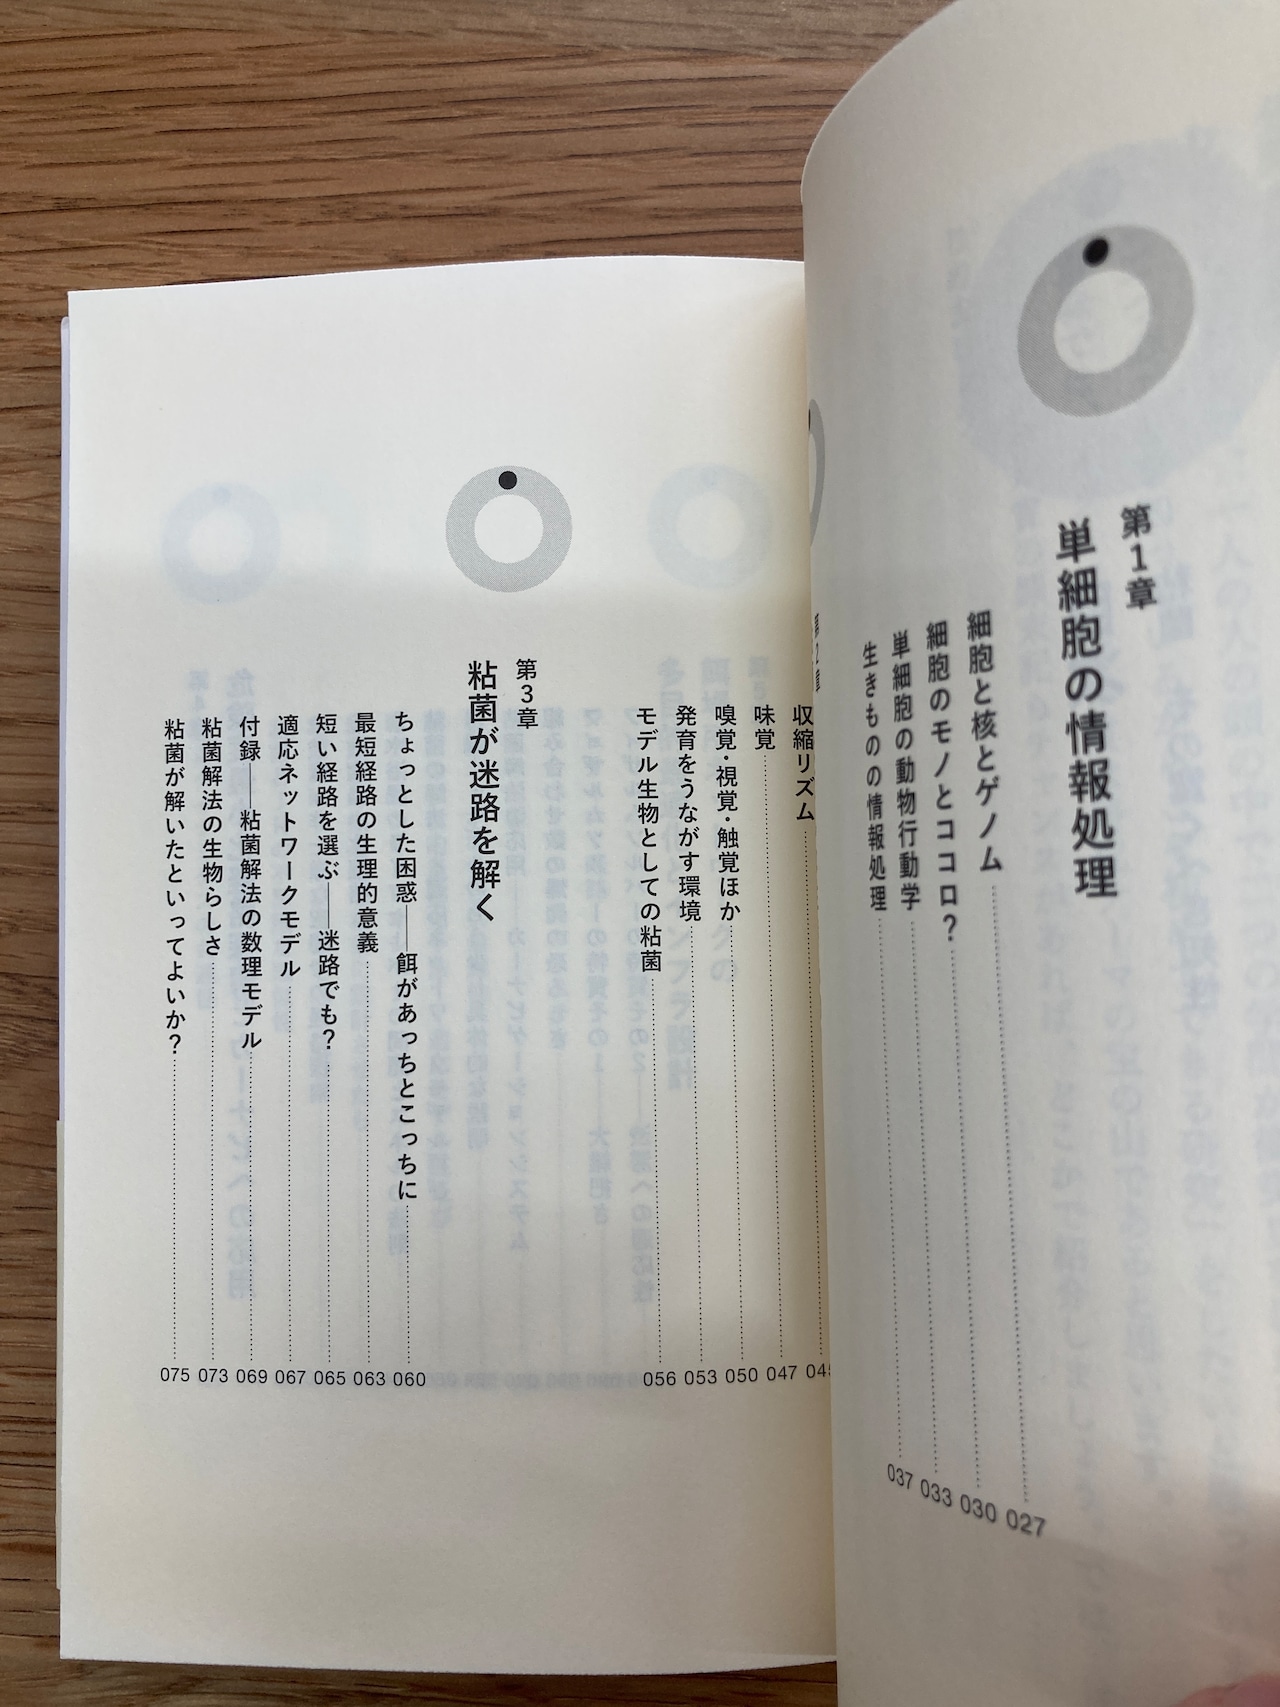 第1章
単細胞の情報処理
細胞と核とゲノム 027
細胞のモノとココロ? 030
単細胞の動物行動学 033
生きものの情報処理 037
第2章
収縮リズム 045
味覚 047
嗅覚・視覚・触覚ほか 050
発育をうながす環境 053
モデル生物としての粘菌 056
第3章
粘菌が迷路を解く
ちょっとした困惑――餌があっちとこっちに 060
最短経路の生理的意義 063
短い経路を選ぶ――迷路でも? 065
適応ネットワークモデル 067
付録――粘菌解法の数理モデル 069
粘菌解法の生物らしさ 073
粘菌が解いたといってよいか? 075